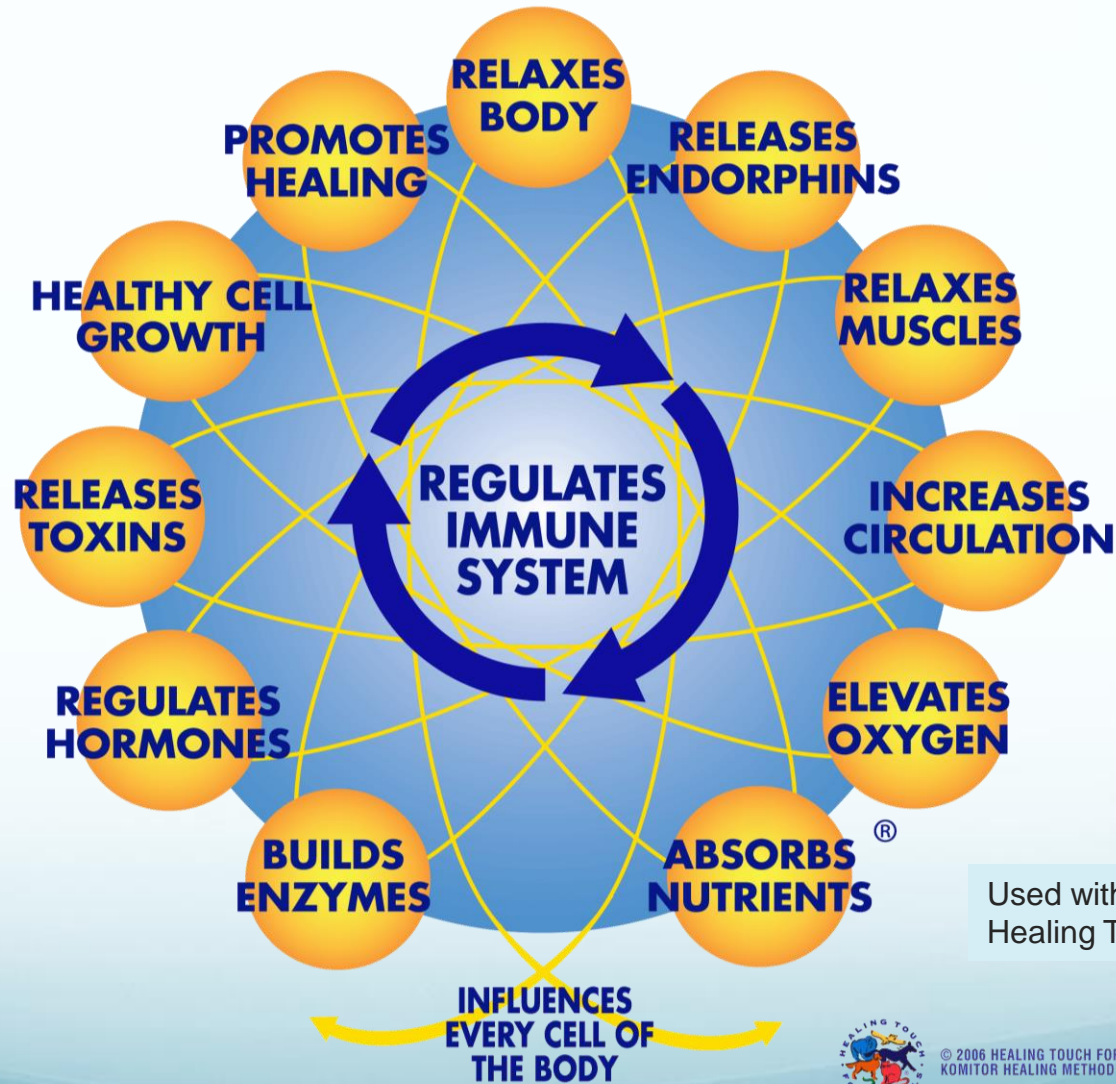 RELAXES
BODY
RELEASES
ENDORPHINS
RELAXES
MUSCLES
INCREASES
CIRCULATION
ELEVATES
OXYGEN
ABSORBS
NUTRIENTS
®
BUILDS
ENZYMES
REGULATES
HORMONES
RELEASES
TOXINS
HEALTHY CELL
GROWTH
PROMOTES
HEALING
REGULATES
IMMUNE
SYSTEM
INFLUENCES
EVERY CELL OF
THE BODY
Used with
Healing T
HEALING TOUCH
© 2006 HEALING TOUCH FOR
KOMITOR HEALING METHOD